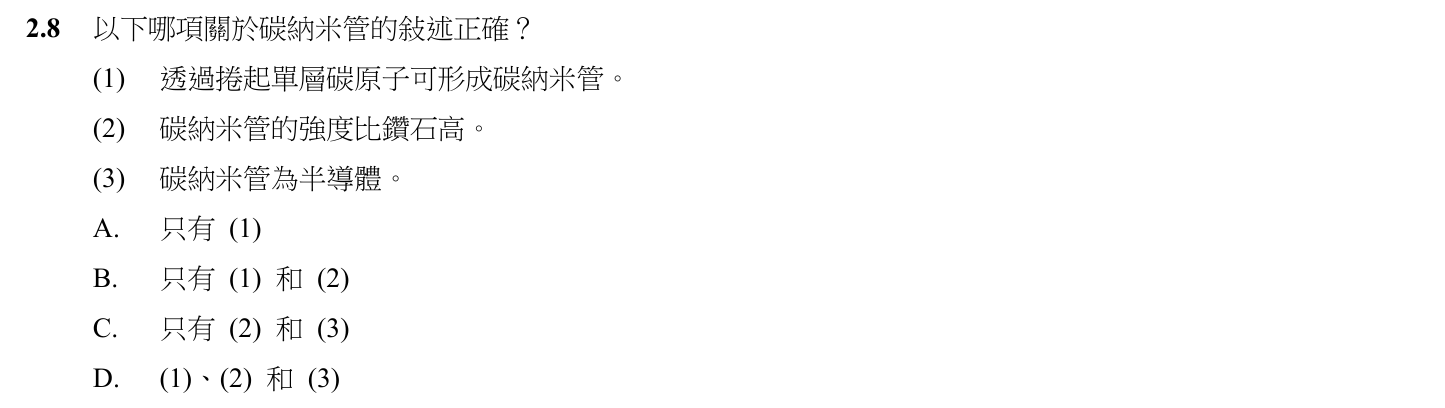 2.8 以下哪項關於碳納米管的敍述正確？
(1) 透過捲起單層碳原子可形成碳納米管。
(2) 碳納米管的強度比鑽石高。
(3) 碳納米管為半導體。
A. 只有 (1)
B. 只有 (1) 和 (2)
C. 只有 (2) 和 (3)
D. (1)、(2) 和 (3)